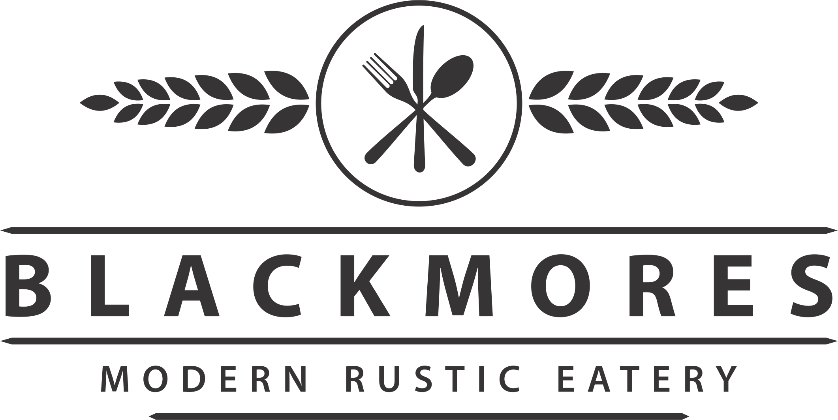 BLACKMORES
MODERN RUSTIC EATERY